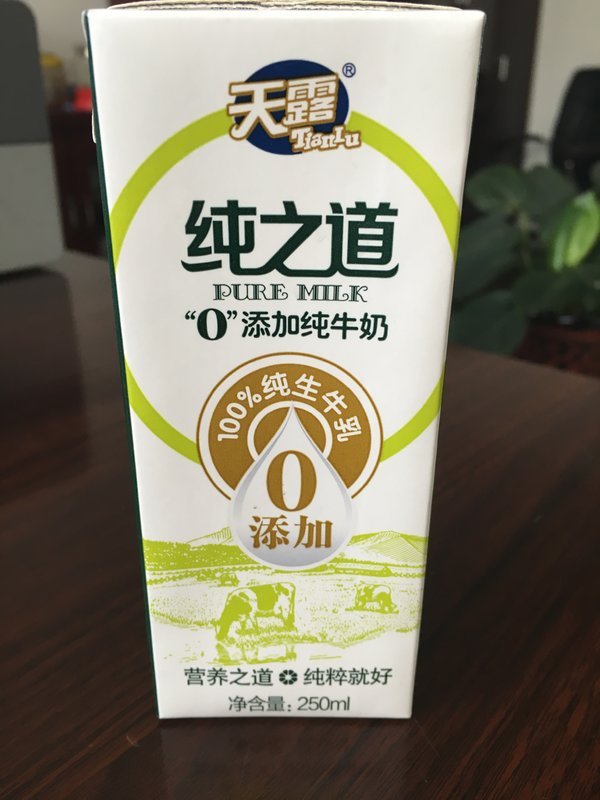 天露®
TianLu
纯之道
PURE MILK
“0”添加纯牛奶
100%纯生牛乳
0
添加
营养之道 纯粹就好
净含量: 250ml